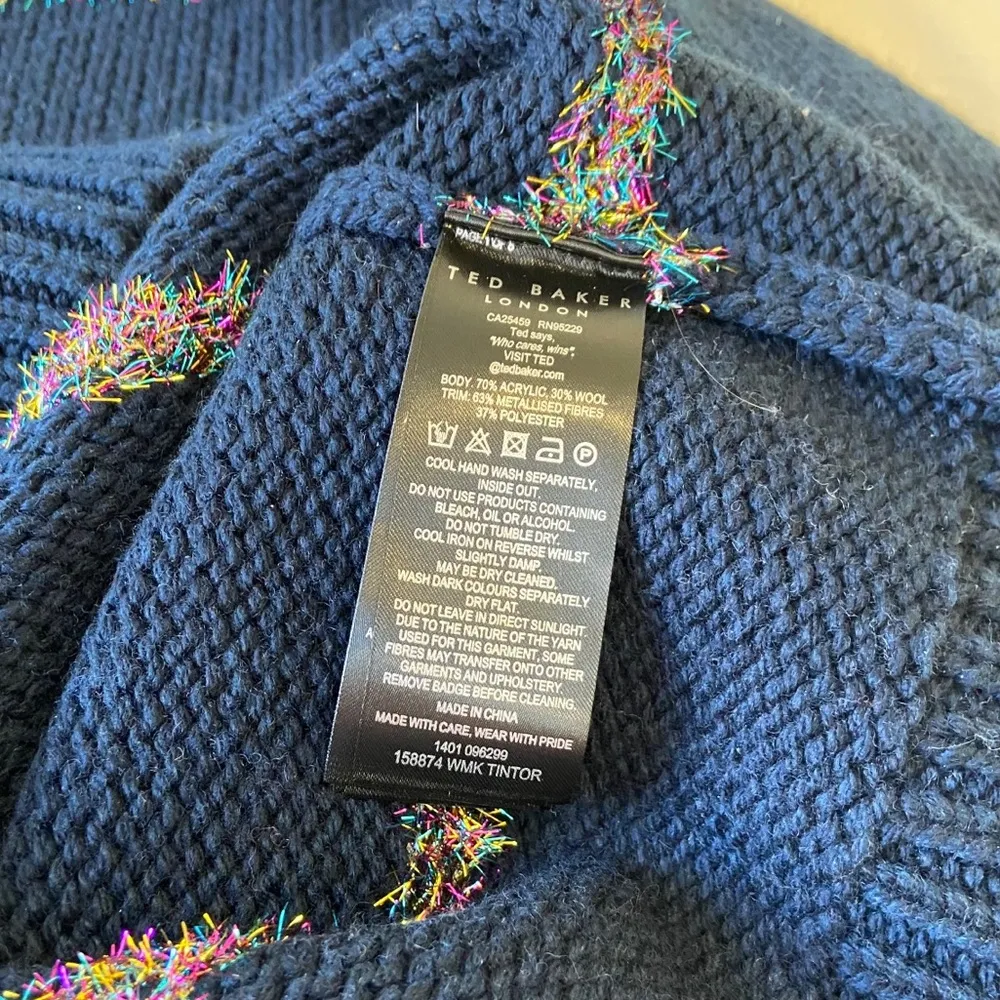 PAGE 1 OF 5
TED BAKER
LONDON
CA25459 RN95229
Ted says,
"Who cares, wins",
VISIT TED
@tedbaker.com
BODY. 70% ACRYLIC, 30% WOOL
TRIM: 63% METALLISED FIBRES
37% POLYESTER
P
COOL HAND WASH SEPARATELY,
INSIDE OUT.
DO NOT USE PRODUCTS CONTAINING
BLEACH, OIL OR ALCOHOL.
DO NOT TUMBLE DRY.
COOL IRON ON REVERSE WHILST
SLIGHTLY DAMP.
MAY BE DRY CLEANED.
WASH DARK COLOURS SEPARATELY
DRY FLAT.
DO NOT LEAVE IN DIRECT SUNLIGHT.
DUE TO THE NATURE OF THE YARN
USED FOR THIS GARMENT, SOME
FIBRES MAY TRANSFER ONTO OTHER
GARMENTS AND UPHOLSTERY.
REMOVE BADGE BEFORE CLEANING.
MADE IN CHINA
MADE WITH CARE, WEAR WITH PRIDE
1401 096299
158874 WMK TINTOR
A